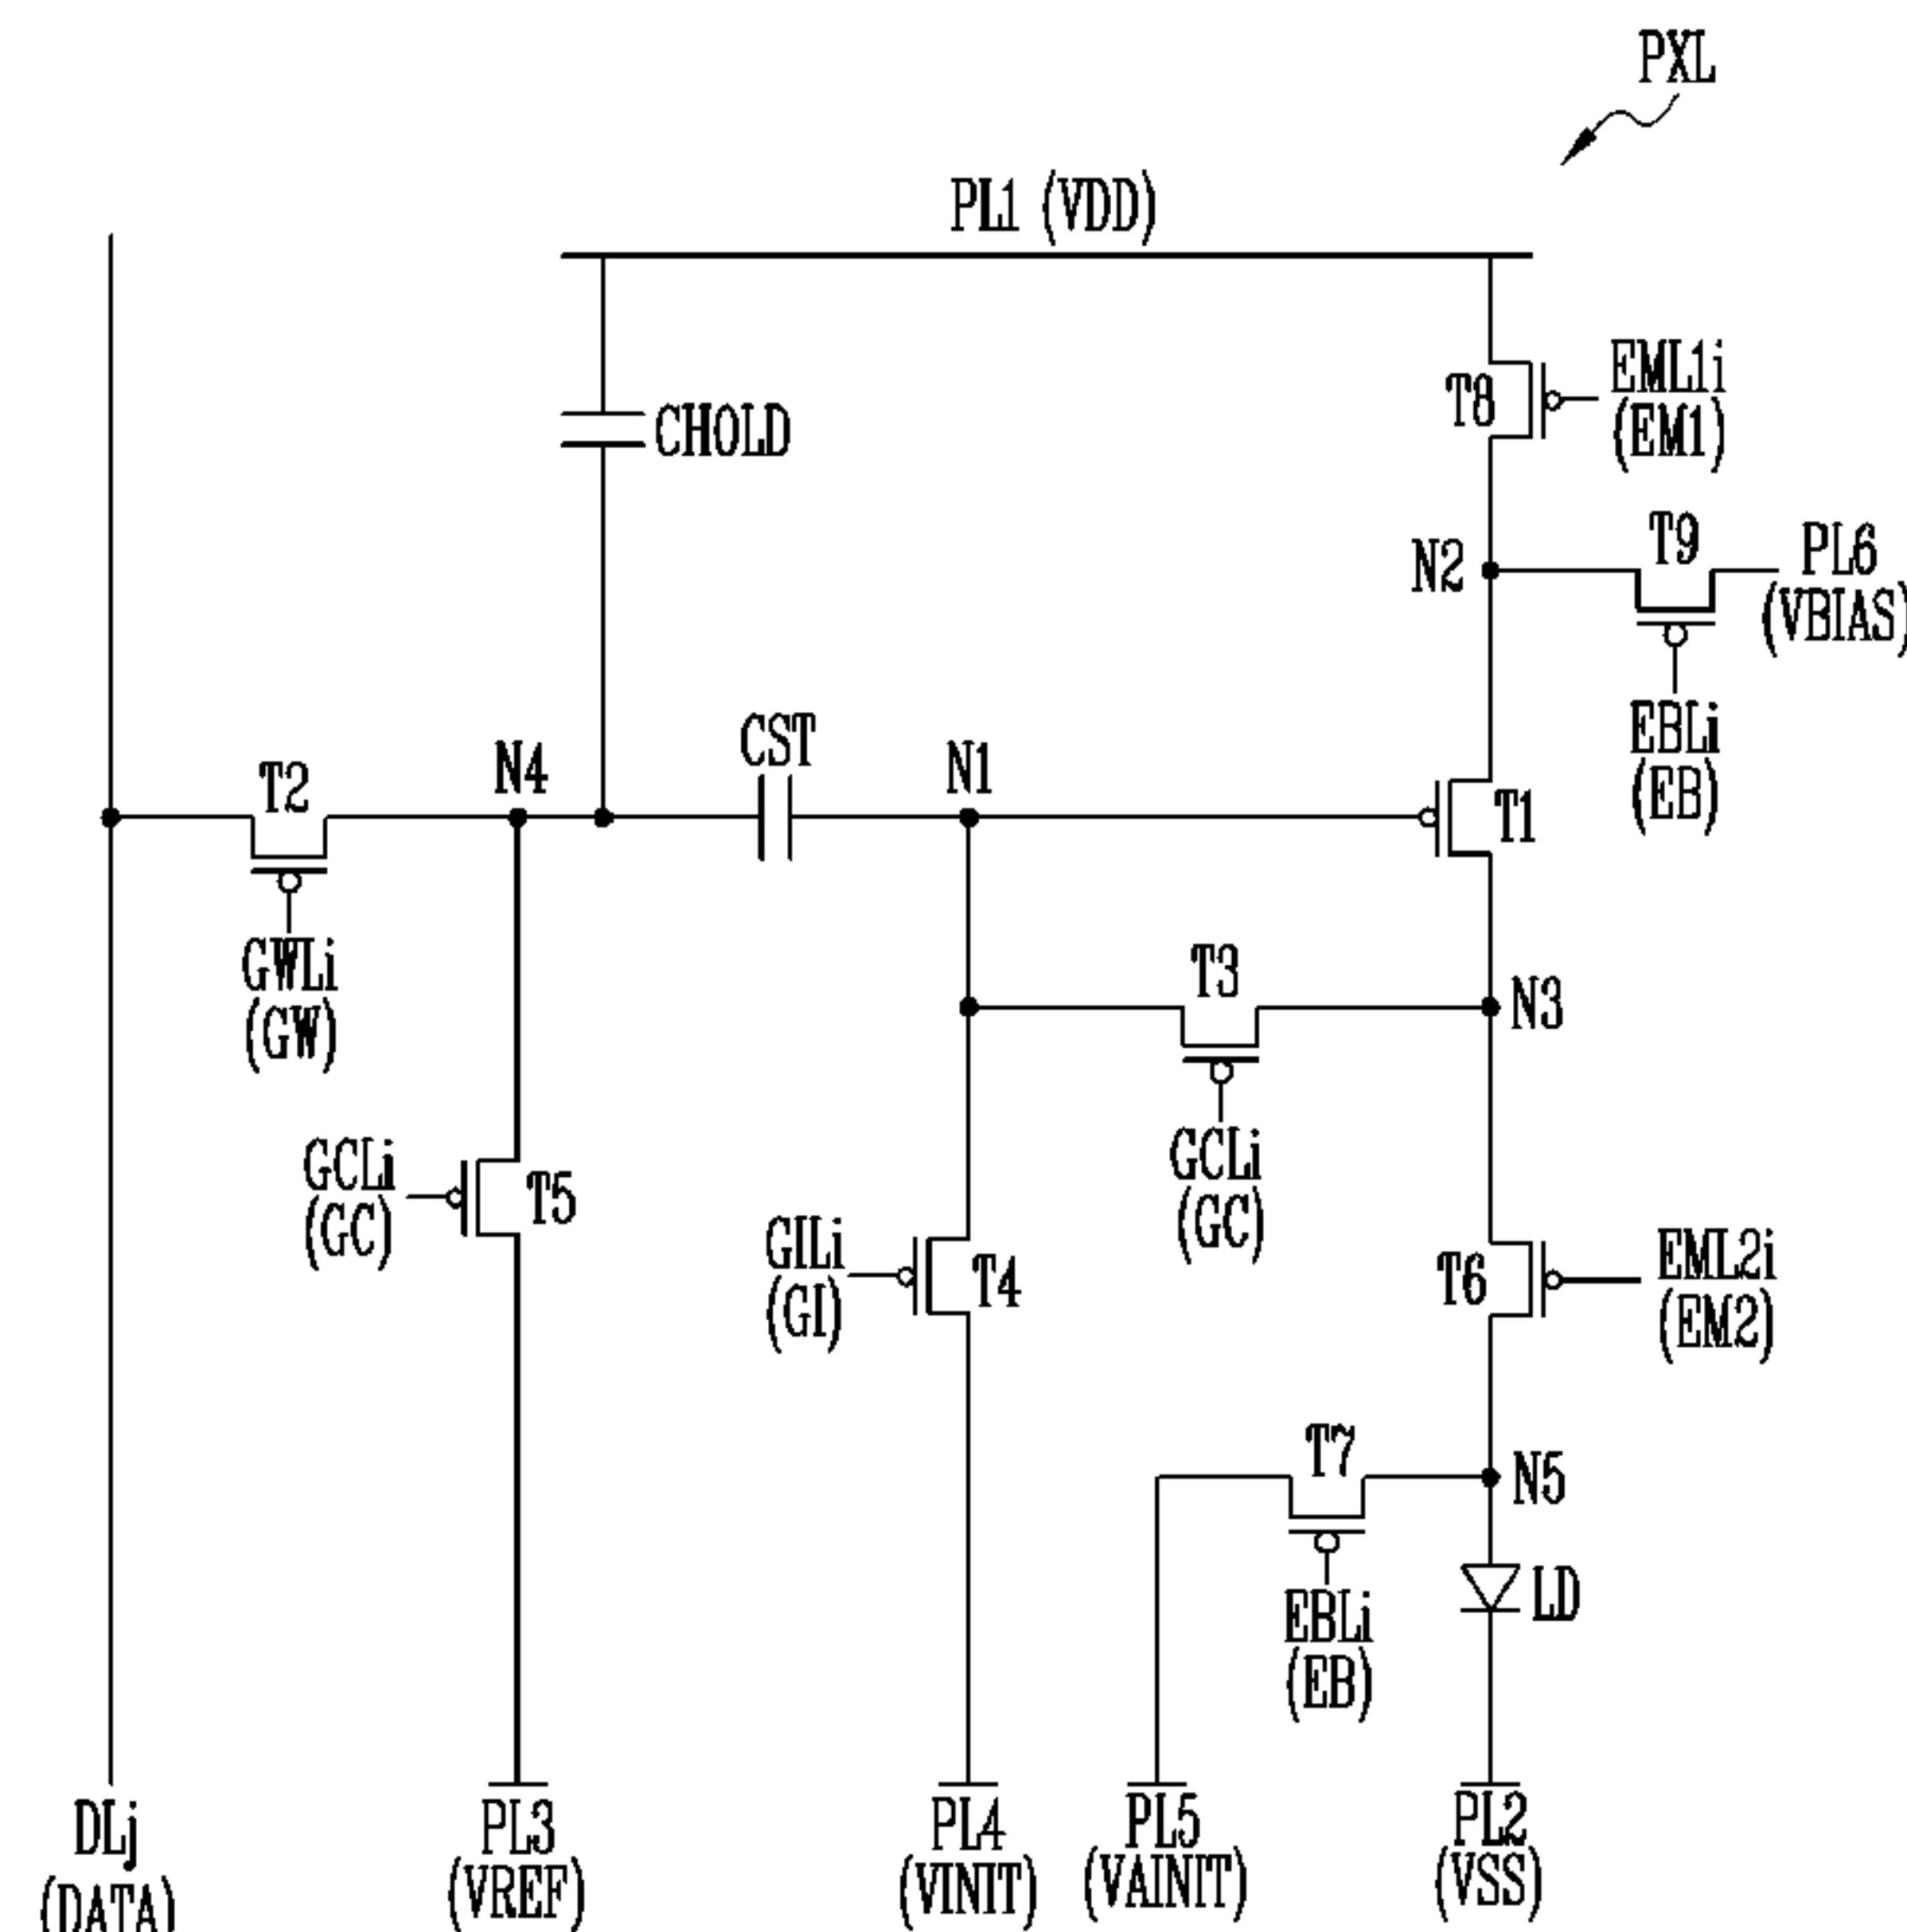 PXL
PL1 (VDD)
EML1i
(EM1)
T8
CHOLD
T9
PL6
(VBIAS)
N2
EBLi
(EB)
CST
T2
N4
N1
T1
GWLi
(GW)
T3
N3
GCLi
(GC)
GCLi
(GC)
T5
GILi
(GI)
T4
T6
EML2i
(EM2)
T7
N5
LD
EBLi
(EB)
DLj
(DATA)
PL3
(VREF)
PL4
(VINIT)
PL5
(VAINIT)
PL2
(VSS)